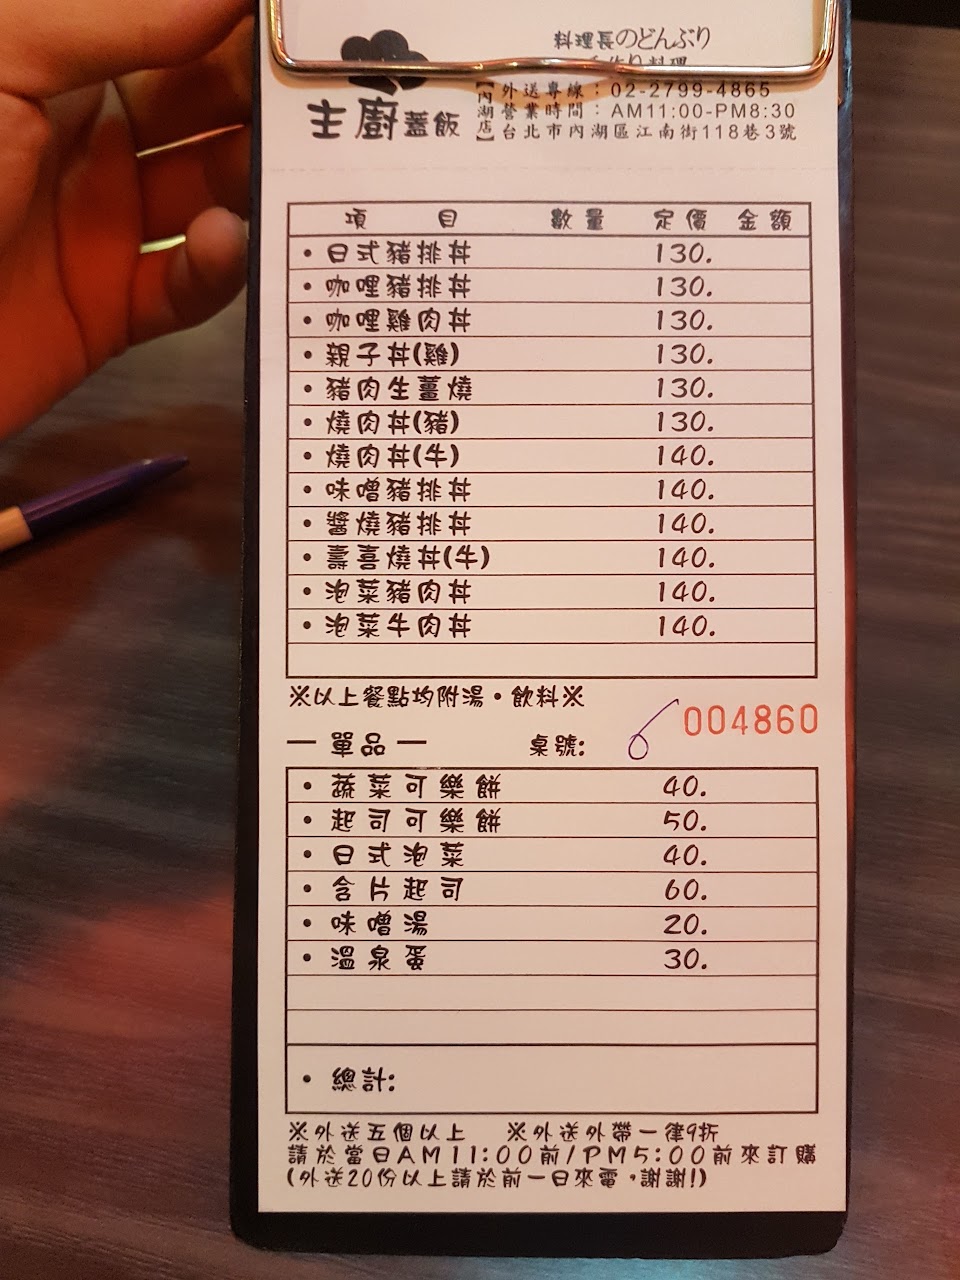 料理長のどんぶり
り料理
主廚蓋飯
【內湖店】
外送專線：02-2799-4865
營業時間：AM11:00-PM8:30
台北市內湖區江南街118巷3號
項目 數量 定價 金額
・日式豬排丼 130.
・咖哩豬排丼 130.
・咖哩雞肉丼 130.
・親子丼(雞) 130.
・豬肉生薑燒 130.
・燒肉丼(豬) 130.
・燒肉丼(牛) 140.
・味噌豬排丼 140.
・醬燒豬排丼 140.
・壽喜燒丼(牛) 140.
・泡菜豬肉丼 140.
・泡菜牛肉丼 140.
※以上餐點均附湯・飲料※
004860
— 單品 — 桌號: 6
・蔬菜可樂餅 40.
・起司可樂餅 50.
・日式泡菜 40.
・含片起司 60.
・味噌湯 20.
・溫泉蛋 30.
・總計:
※外送五個以上 ※外送外帶一律9折
請於當日AM11:00前/PM5:00前來訂購
(外送20份以上請於前一日來電，謝謝!)